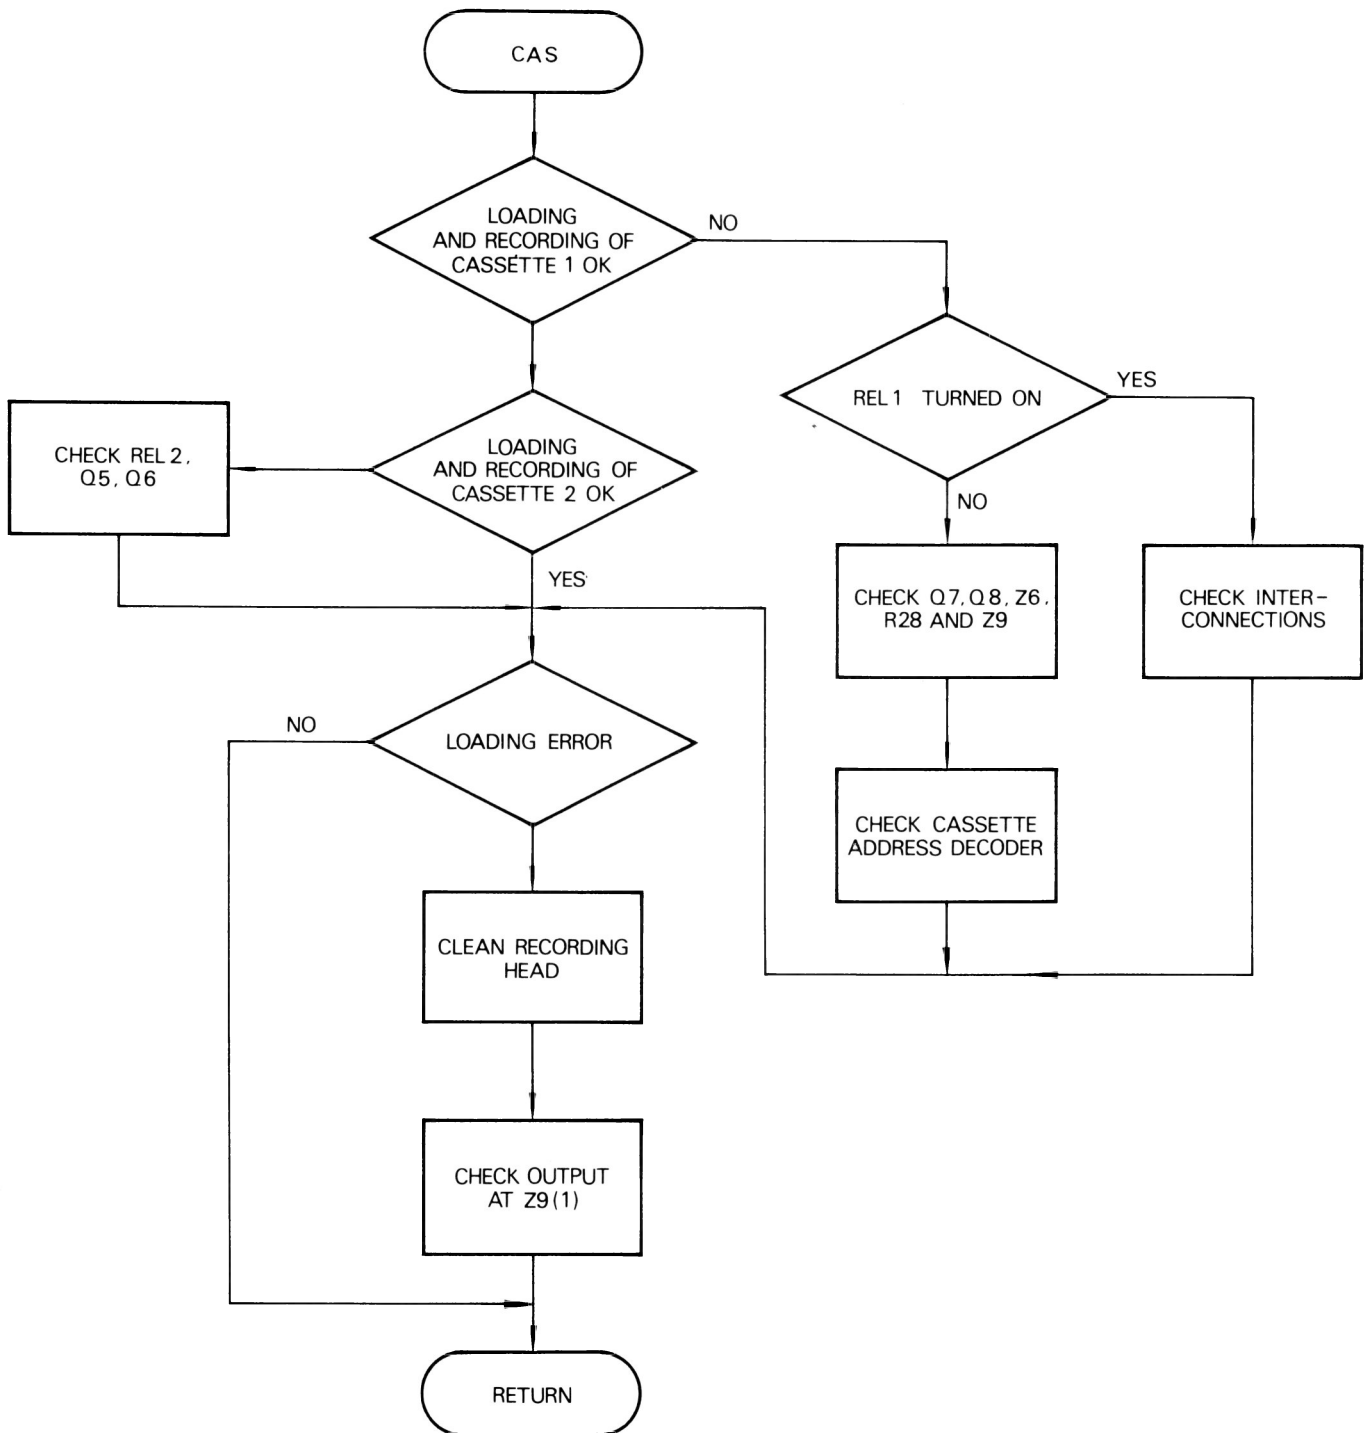 CAS
LOADING
AND RECORDING OF
CASSETTE 1 OK
NO
REL 1 TURNED ON
YES
NO
CHECK REL 2,
Q5, Q6
LOADING
AND RECORDING OF
CASSETTE 2 OK
YES
CHECK Q7, Q8, Z6,
R28 AND Z9
CHECK INTER-
CONNECTIONS
NO
LOADING ERROR
CHECK CASSETTE
ADDRESS DECODER
CLEAN RECORDING
HEAD
CHECK OUTPUT
AT Z9(1)
RETURN